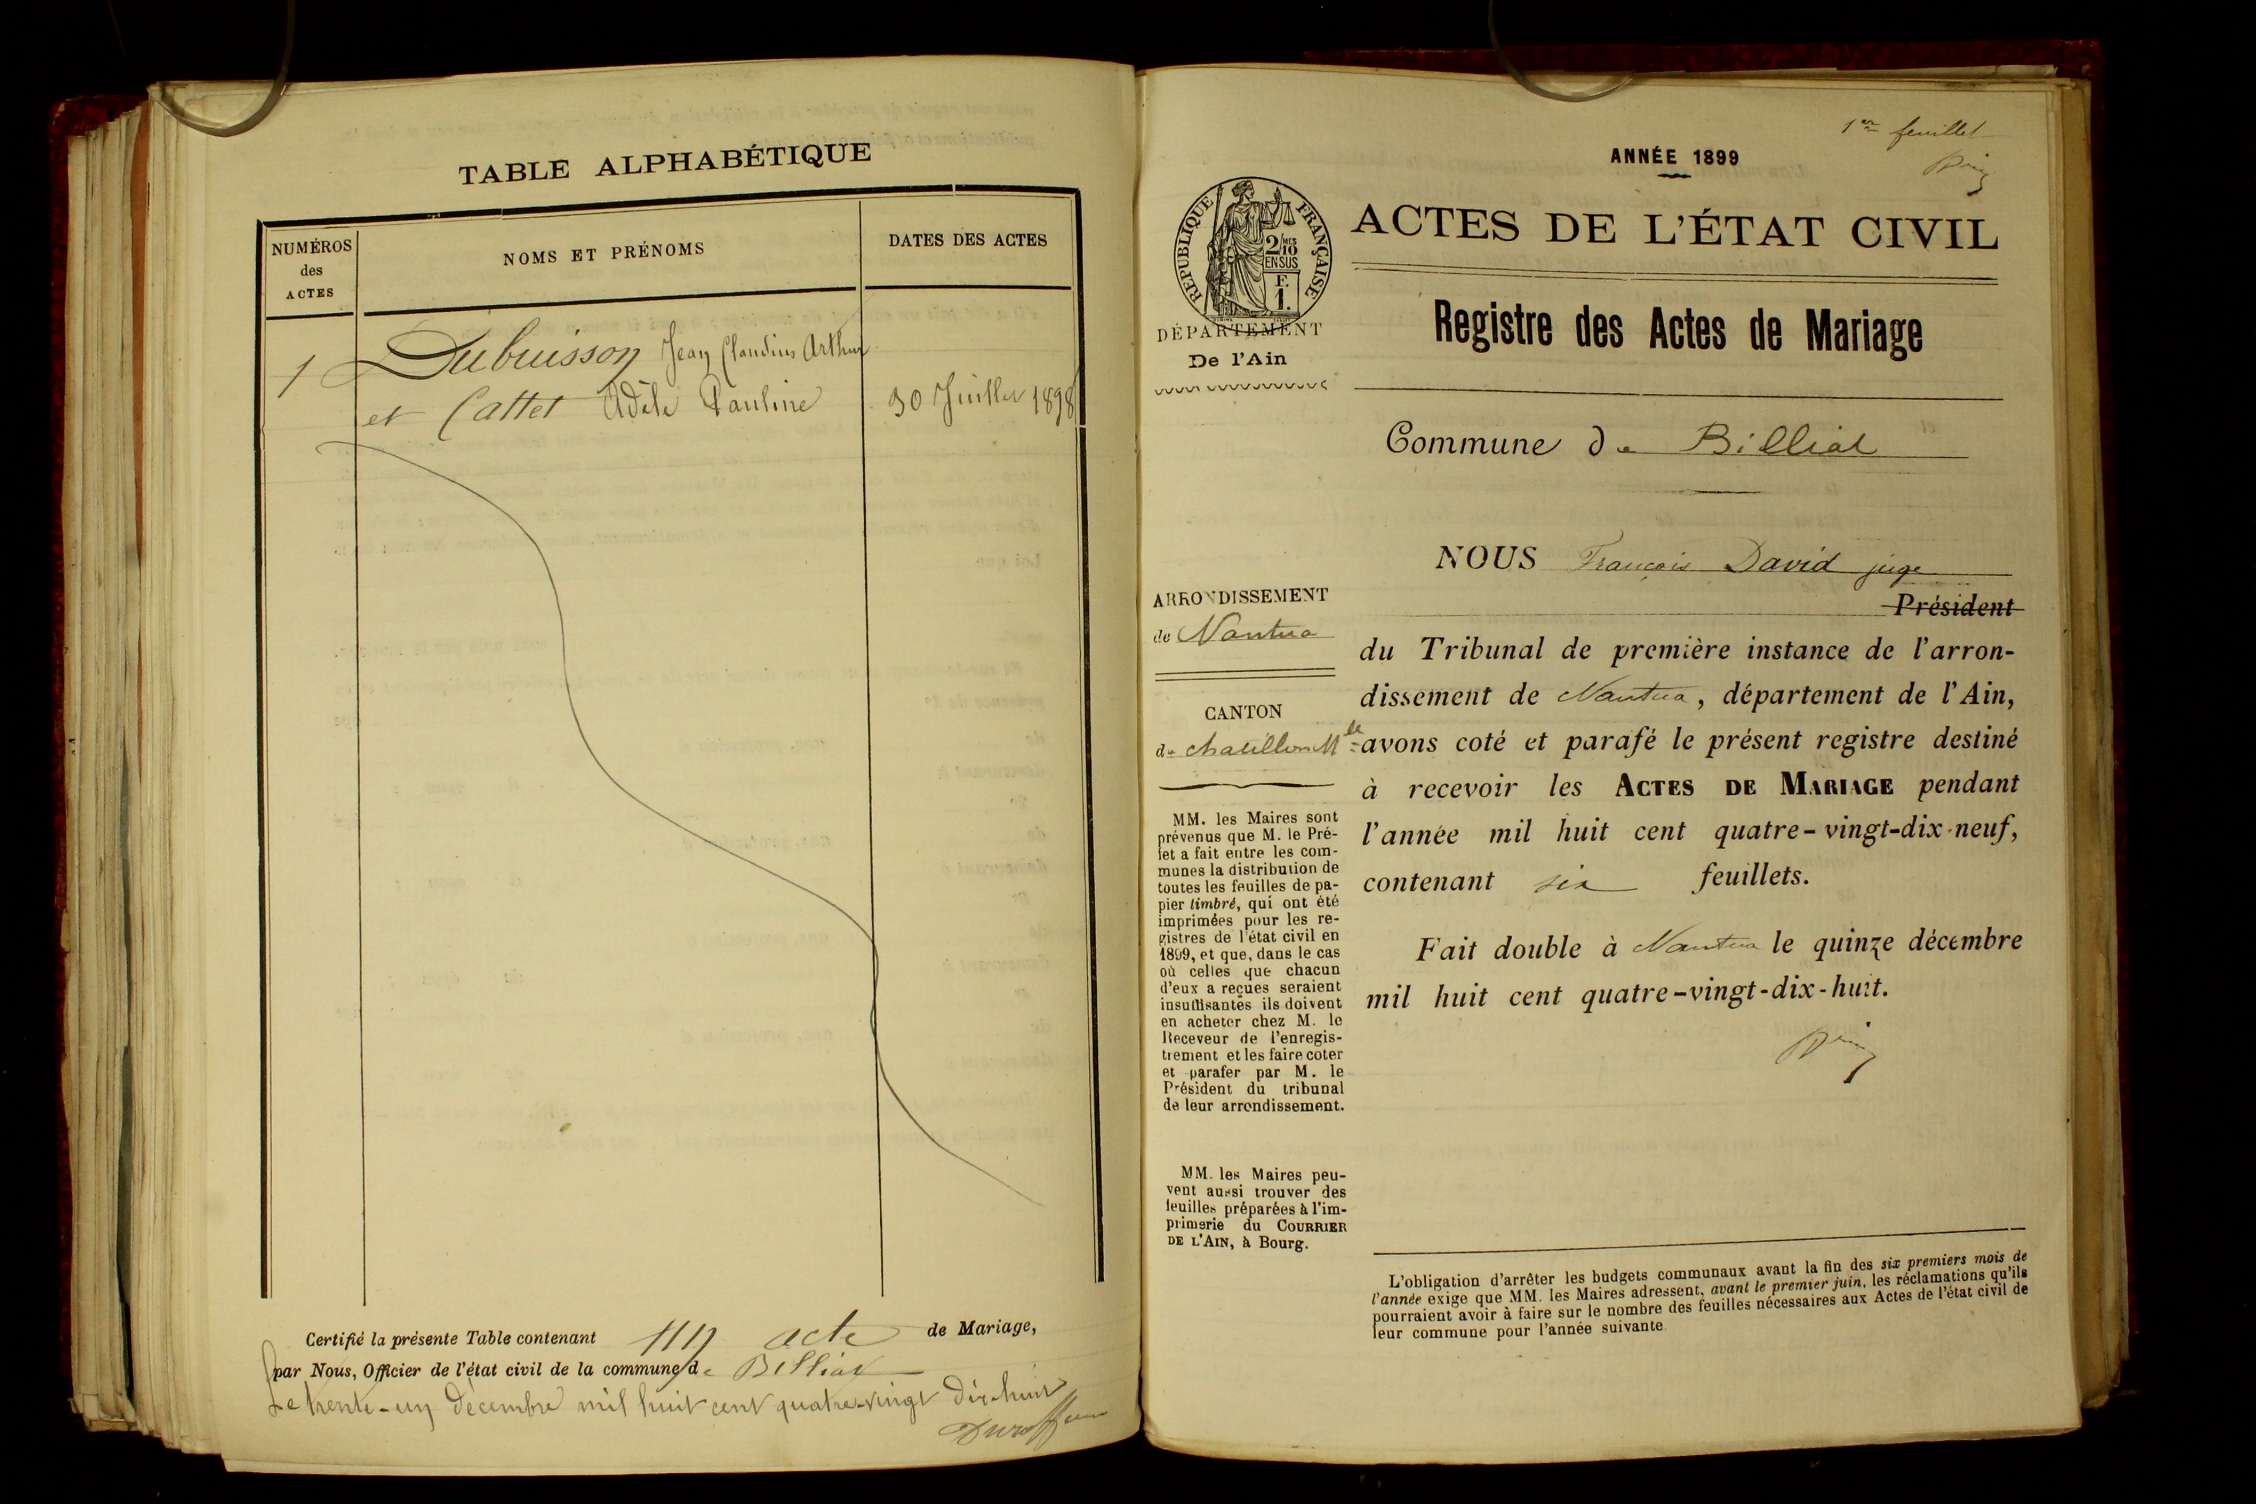 TABLE ALPHABÉTIQUE
NUMÉROS
des
ACTES
NOMS ET PRÉNOMS
DATES DES ACTES
1
Dubuisson Jean Claudius Arthur
et Cattet Adèle Pauline
30 Juillet 1898
Certifié la présente Table contenant un acte de Mariage,
par Nous, Officier de l'état civil de la commune de Billiat
Le trente-un décembre mil huit cent quatre-vingt dix-huit
1er feuillet
ANNÉE 1899
RÉPUBLIQUE FRANÇAISE
2/10 MES
EN SUS
F.
1.
DÉPARTEMENT
De l'Ain
ACTES DE L'ÉTAT CIVIL
Registre des Actes de Mariage
Commune de Billiat
ARRONDISSEMENT
de Nantua
CANTON
de chatillon Mlle
MM. les Maires sont
prévenus que M. le Pré-
fet a fait entre les com-
munes la distribution de
toutes les feuilles de pa-
pier timbré, qui ont été
imprimées pour les re-
gistres de l'état civil en
1899, et que, dans le cas
où celles que chacun
d'eux a reçues seraient
insuffisantes ils doivent
en acheter chez M. le
Receveur de l'enregis-
trement et les faire coter
et parafer par M. le
Président du tribunal
de leur arrondissement.
MM. les Maires peu-
vent aussi trouver des
feuilles préparées à l'im-
primerie du COURRIER
DE L'AIN, à Bourg.
NOUS François David juge
Président
du Tribunal de première instance de l'arron-
dissement de Nantua, département de l'Ain,
avons coté et parafé le présent registre destiné
à recevoir les ACTES DE MARIAGE pendant
l'année mil huit cent quatre-vingt-dix-neuf,
contenant six feuillets.
Fait double à Nantua le quinze décembre
mil huit cent quatre-vingt-dix-huit.
L'obligation d'arrêter les budgets communaux avant la fin des six premiers mois de
l'année exige que MM. les Maires adressent, avant le premier juin, les réclamations qu'ils
pourraient avoir à faire sur le nombre des feuilles nécessaires aux Actes de l'état civil de
leur commune pour l'année suivante